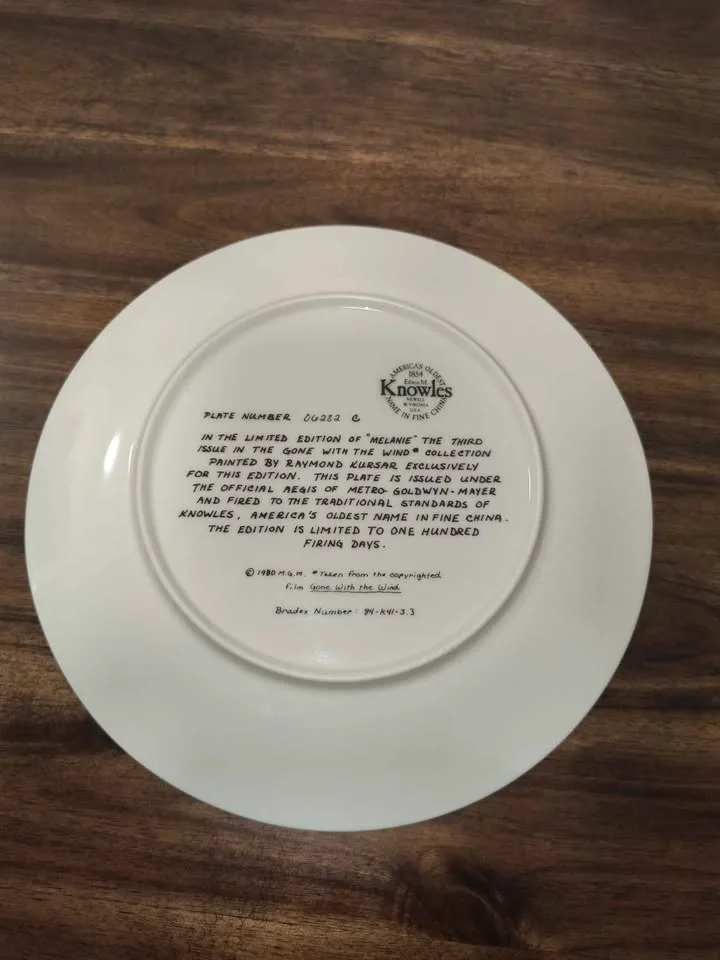 AMERICA'S OLDEST
1854
Edwin M.
Knowles
NEWELL
W. VIRGINIA
U.S.A.
NAME IN FINE CHINA
PLATE NUMBER 06282 C
IN THE LIMITED EDITION OF "MELANIE" THE THIRD
ISSUE IN THE GONE WITH THE WIND* COLLECTION
PAINTED BY RAYMOND KURSAR EXCLUSIVELY
FOR THIS EDITION. THIS PLATE IS ISSUED UNDER
THE OFFICIAL AEGIS OF METRO-GOLDWYN-MAYER
AND FIRED TO THE TRADITIONAL STANDARDS OF
KNOWLES, AMERICA'S OLDEST NAME IN FINE CHINA.
THE EDITION IS LIMITED TO ONE HUNDRED
FIRING DAYS.
© 1980 M.G.M. *Taken from the copyrighted
film Gone With the Wind
Bradex Number: 84-K41-3.3